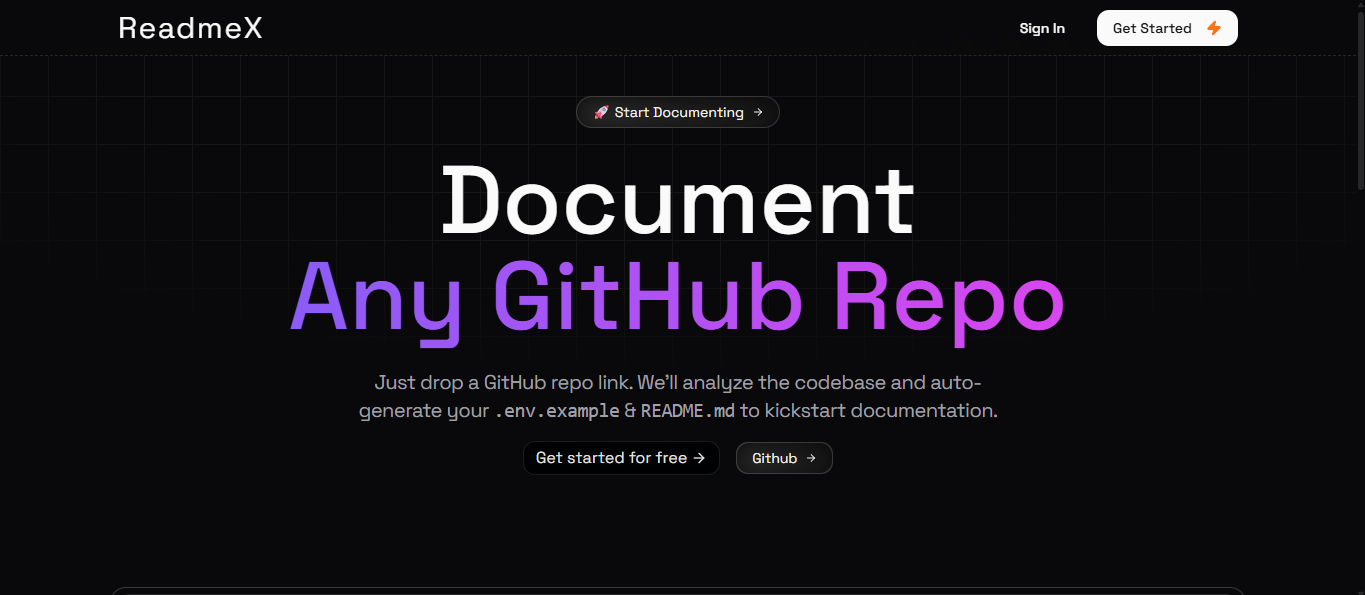 ReadmeX
Sign In
Get Started
🚀 Start Documenting →
Document
Any GitHub Repo
Just drop a GitHub repo link. We'll analyze the codebase and auto-
generate your .env.example & README.md to kickstart documentation.
Get started for free →
Github →